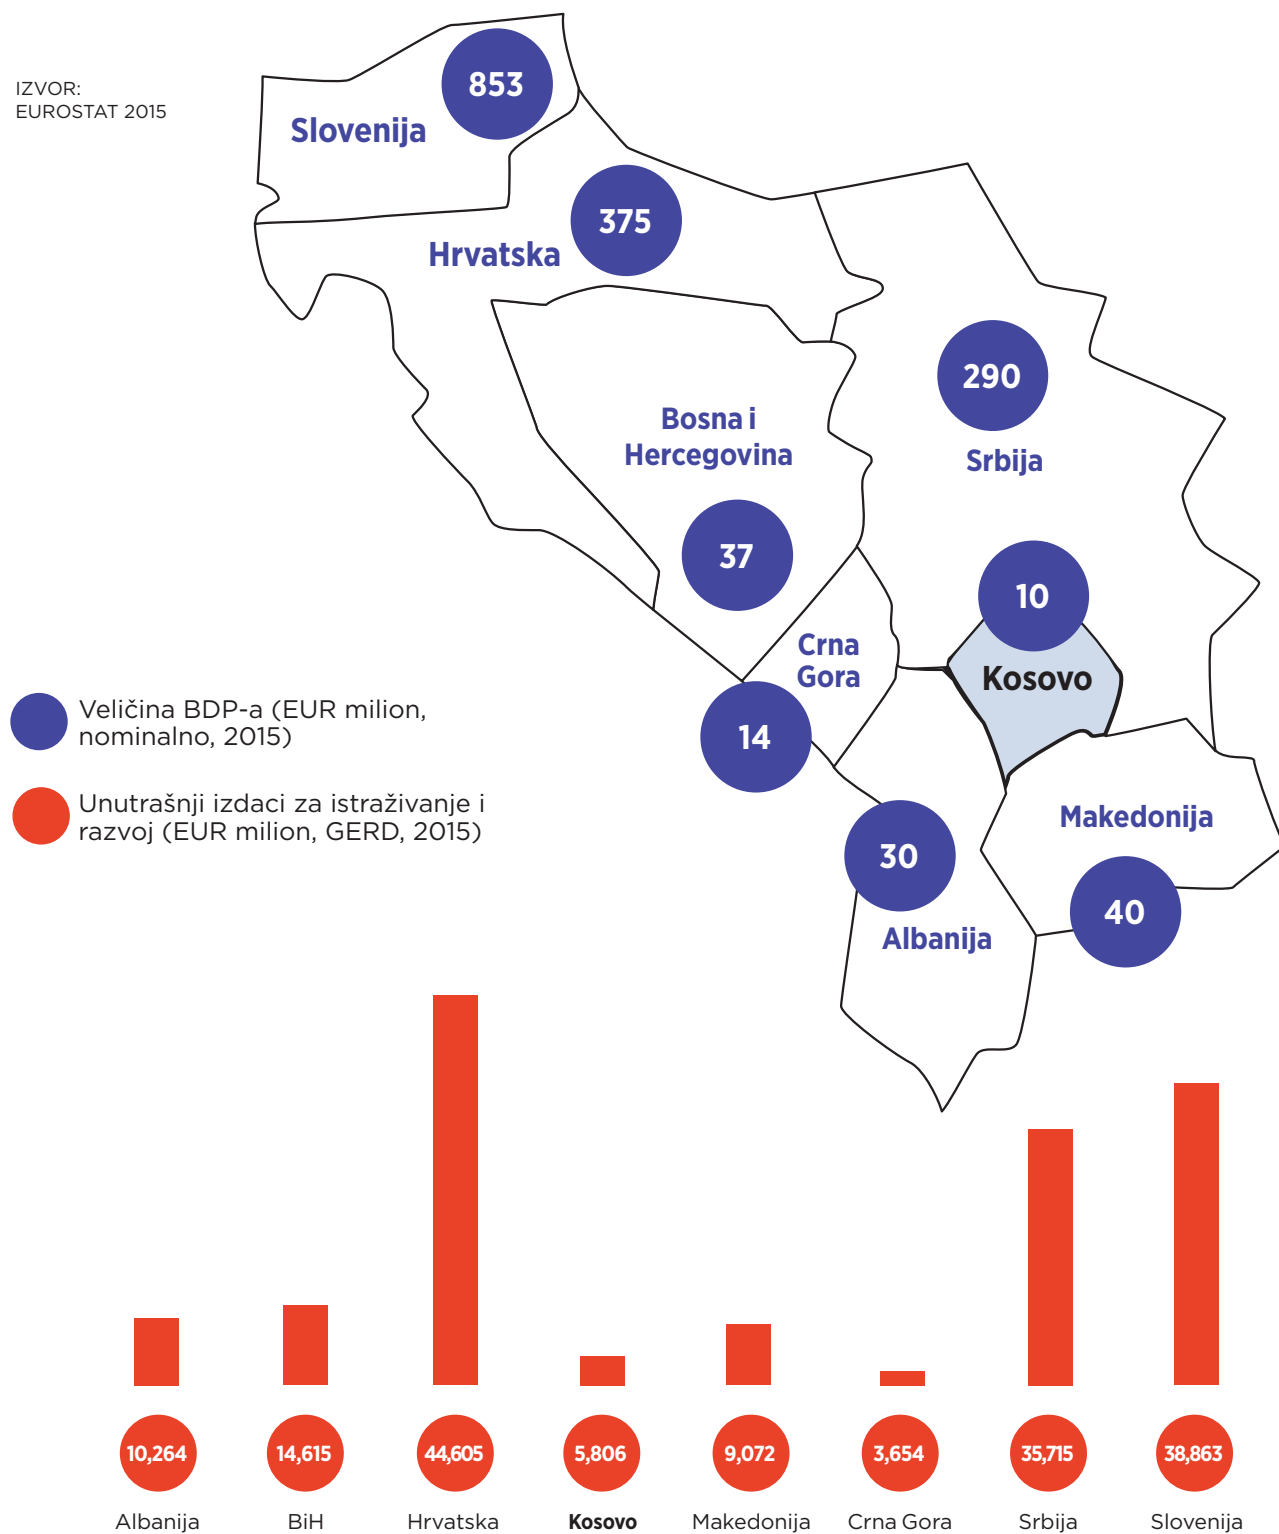 IZVOR:
EUROSTAT 2015
853
Slovenija
375
Hrvatska
290
Srbija
Bosna i
Hercegovina
37
10
Kosovo
Crna
Gora
14
Veličina BDP-a (EUR milion,
nominalno, 2015)
Unutrašnji izdaci za istraživanje i
razvoj (EUR milion, GERD, 2015)
Makedonija
40
30
Albanija
10,264
14,615
44,605
5,806
9,072
3,654
35,715
38,863
Albanija
BiH
Hrvatska
Kosovo
Makedonija
Crna Gora
Srbija
Slovenija